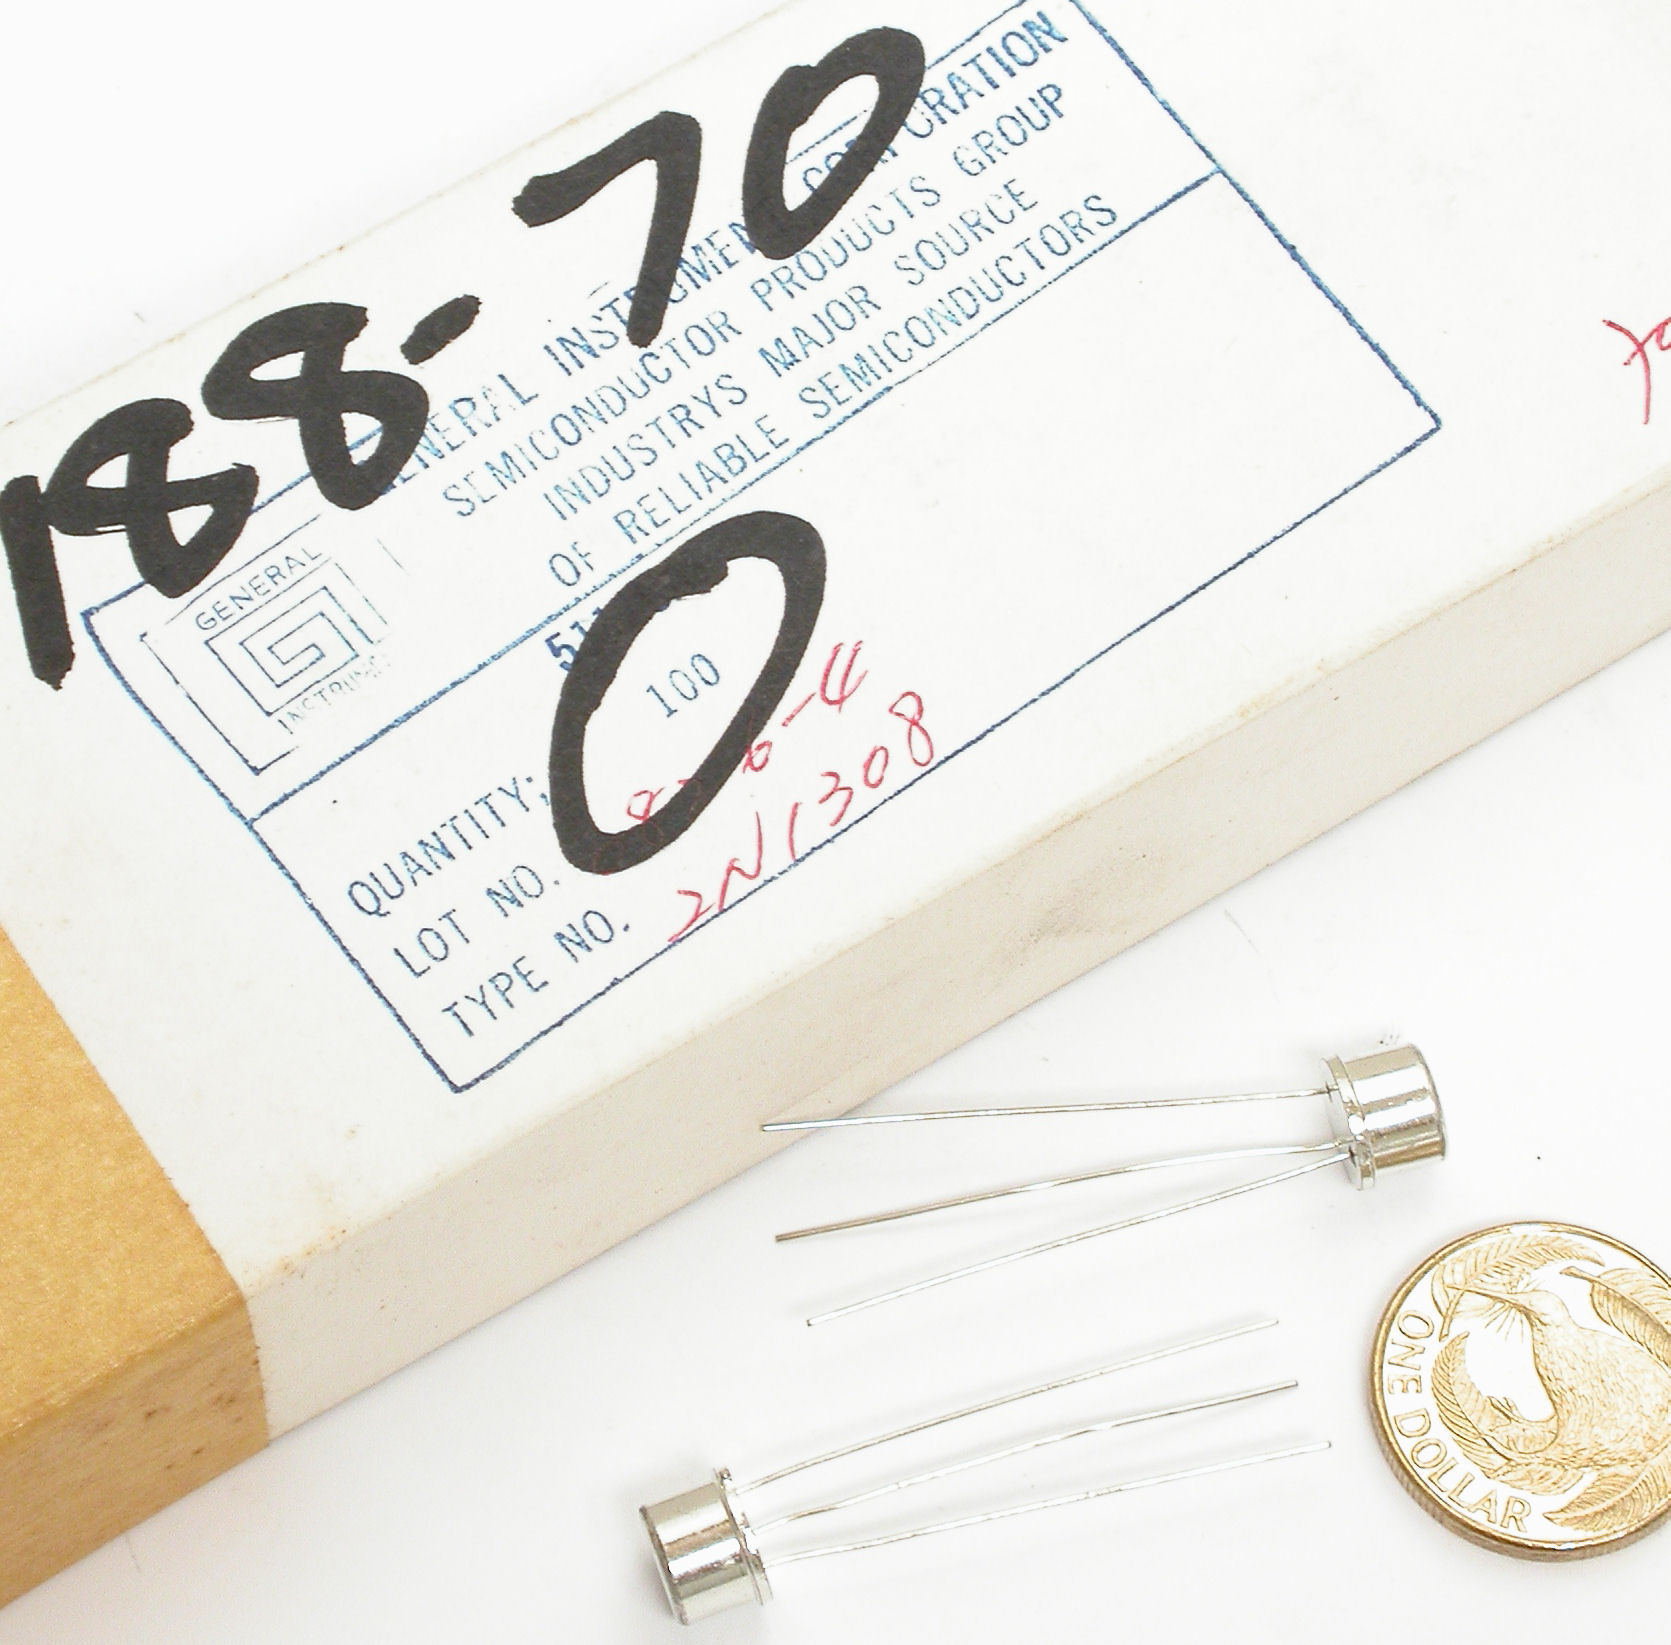 188-70
GENERAL INSTRUMENT CORPORATION
SEMICONDUCTOR PRODUCTS GROUP
INDUSTRYS MAJOR SOURCE
OF RELIABLE SEMICONDUCTORS
GENERAL
INSTRUMENT
0
QUANTITY; 100
LOT NO.
TYPE NO. 2N1308
ONE DOLLAR